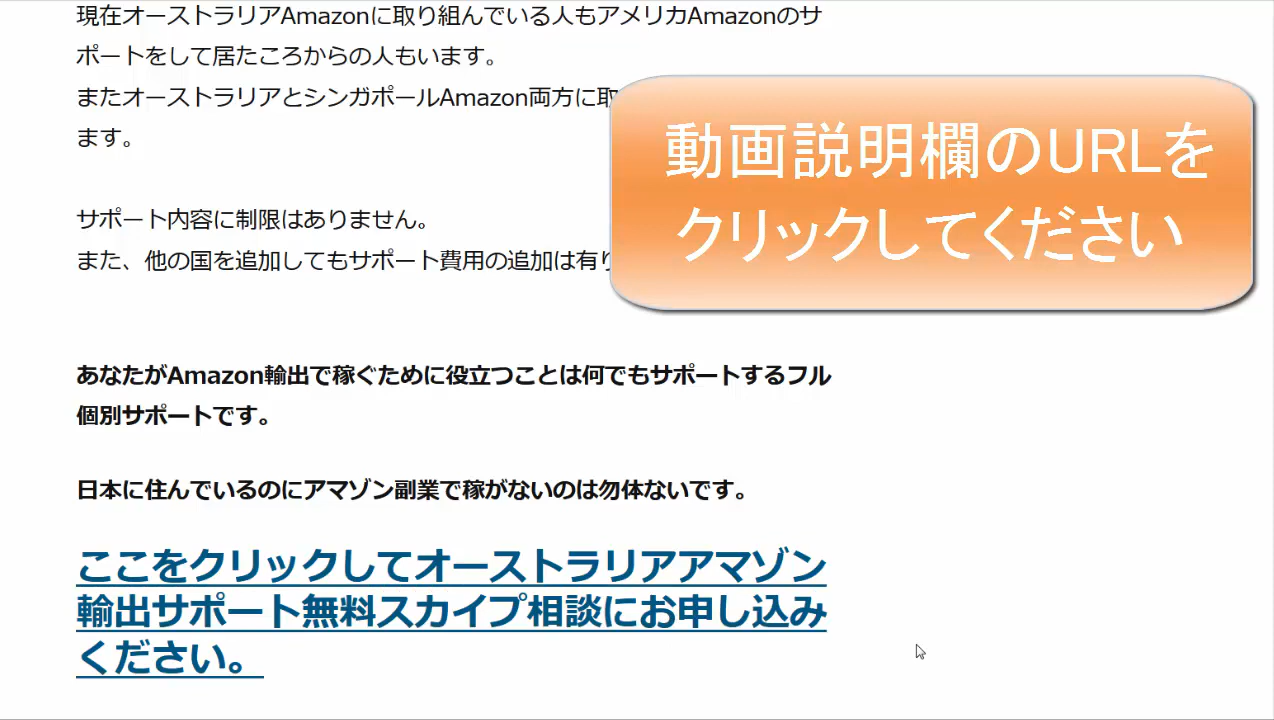 現在オーストラリアAmazonに取り組んでいる人もアメリカAmazonのサ
ポートをして居たころからの人もいます。
またオーストラリアとシンガポールAmazon両方に取
ます。
動画説明欄のURLを
クリックしてください
サポート内容に制限はありません。
また、他の国を追加してもサポート費用の追加は有り
あなたがAmazon輸出で稼ぐために役立つことは何でもサポートするフル
個別サポートです。
日本に住んでいるのにアマゾン副業で稼がないのは勿体ないです。
ここをクリックしてオーストラリアアマゾン
輸出サポート無料スカイプ相談にお申し込み
ください。